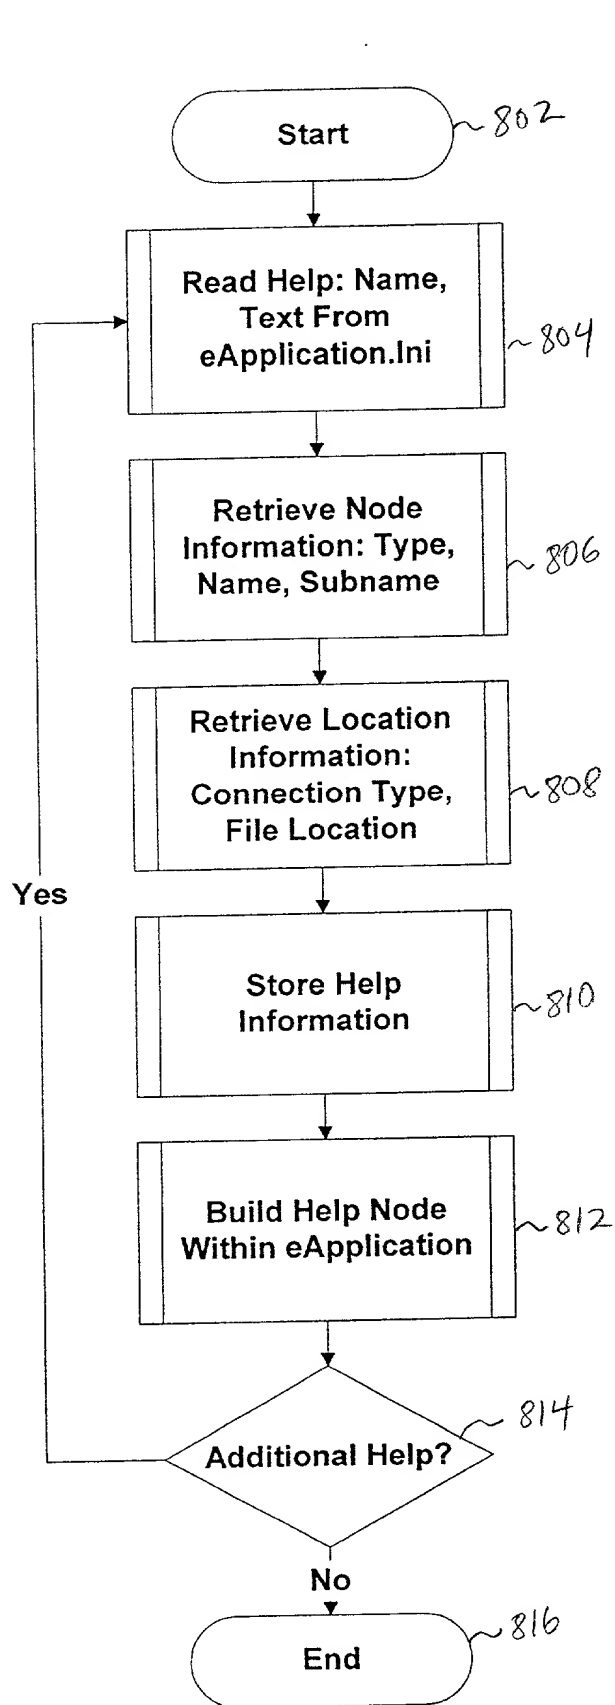 Start
802
Read Help: Name,
Text From
eApplication.Ini
804
Retrieve Node
Information: Type,
Name, Subname
806
Retrieve Location
Information:
Connection Type,
File Location
808
Yes
Store Help
Information
810
Build Help Node
Within eApplication
812
Additional Help?
814
No
End
816